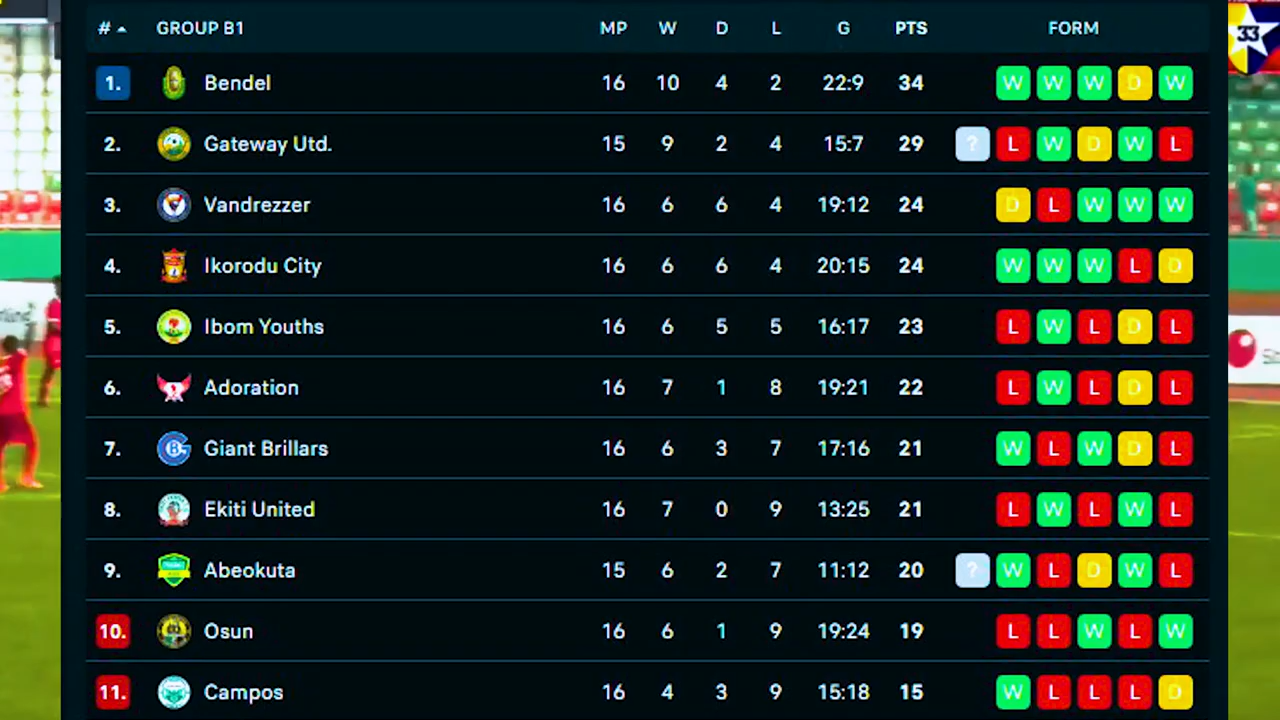 # GROUP B1 MP W D L G PTS FORM
1. Bendel 16 10 4 2 22:9 34 W W W D W
2. Gateway Utd. 15 9 2 4 15:7 29 ? L W D W L
3. Vandrezzer 16 6 6 4 19:12 24 D L W W W
4. Ikorodu City 16 6 6 4 20:15 24 W W W L D
5. Ibom Youths 16 6 5 5 16:17 23 L W L D L
6. Adoration 16 7 1 8 19:21 22 L W L D L
7. Giant Brillars 16 6 3 7 17:16 21 W L W D L
8. Ekiti United 16 7 0 9 13:25 21 L W L W L
9. Abeokuta 15 6 2 7 11:12 20 ? W L D W L
10. Osun 16 6 1 9 19:24 19 L L W L W
11. Campos 16 4 3 9 15:18 15 W L L L D
33